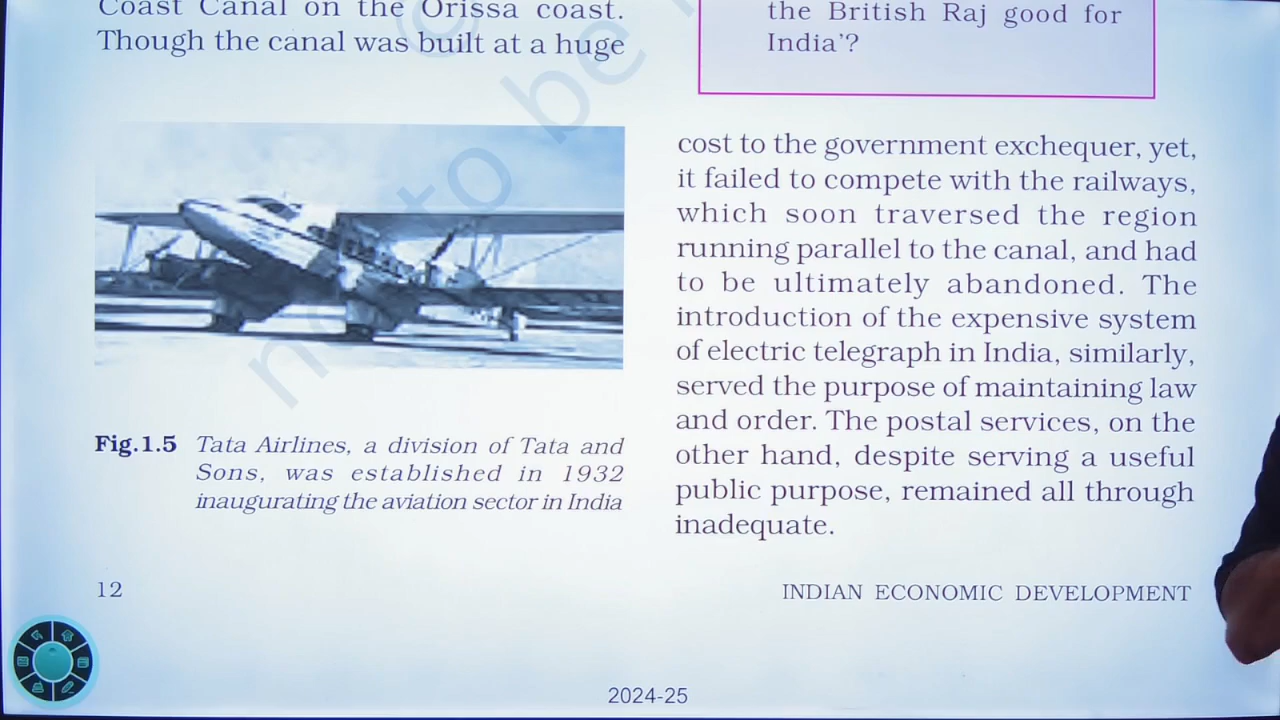 Coast Canal on the Orissa coast.
Though the canal was built at a huge
the British Raj good for
India'?
Fig.1.5 Tata Airlines, a division of Tata and
Sons, was established in 1932
inaugurating the aviation sector in India
cost to the government exchequer, yet,
it failed to compete with the railways,
which soon traversed the region
running parallel to the canal, and had
to be ultimately abandoned. The
introduction of the expensive system
of electric telegraph in India, similarly,
served the purpose of maintaining law
and order. The postal services, on the
other hand, despite serving a useful
public purpose, remained all through
inadequate.
12
INDIAN ECONOMIC DEVELOPMENT
2024-25
not to be
©